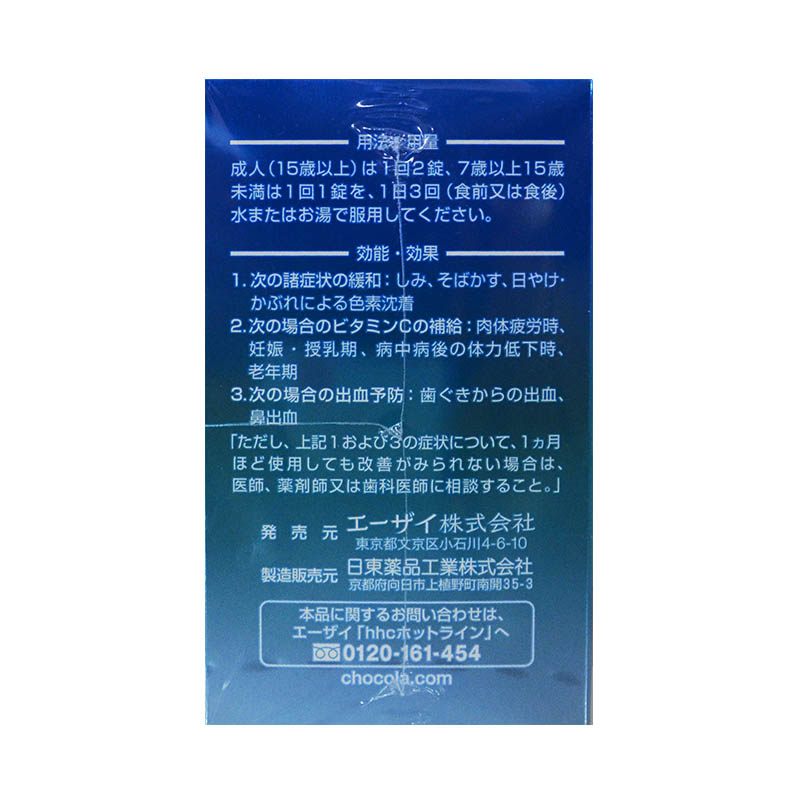 用法・用量
成人(15歳以上)は1回2錠、7歳以上15歳
未満は1回1錠を、1日3回(食前又は食後)
水またはお湯で服用してください。
効能・効果
1.次の諸症状の緩和:しみ、そばかす、日やけ・
かぶれによる色素沈着
2.次の場合のビタミンCの補給:肉体疲労時、
妊娠・授乳期、病中病後の体力低下時、
老年期
3.次の場合の出血予防:歯ぐきからの出血、
鼻出血
「ただし、上記1および3の症状について、1ヵ月
ほど使用しても改善がみられない場合は、
医師、薬剤師又は歯科医師に相談すること。」
発売元 エーザイ株式会社
東京都文京区小石川4-6-10
製造販売元 日東薬品工業株式会社
京都府向日市上植野町南開35-3
本品に関するお問い合わせは、
エーザイ「hhcホットライン」へ
0120-161-454
chocola.com